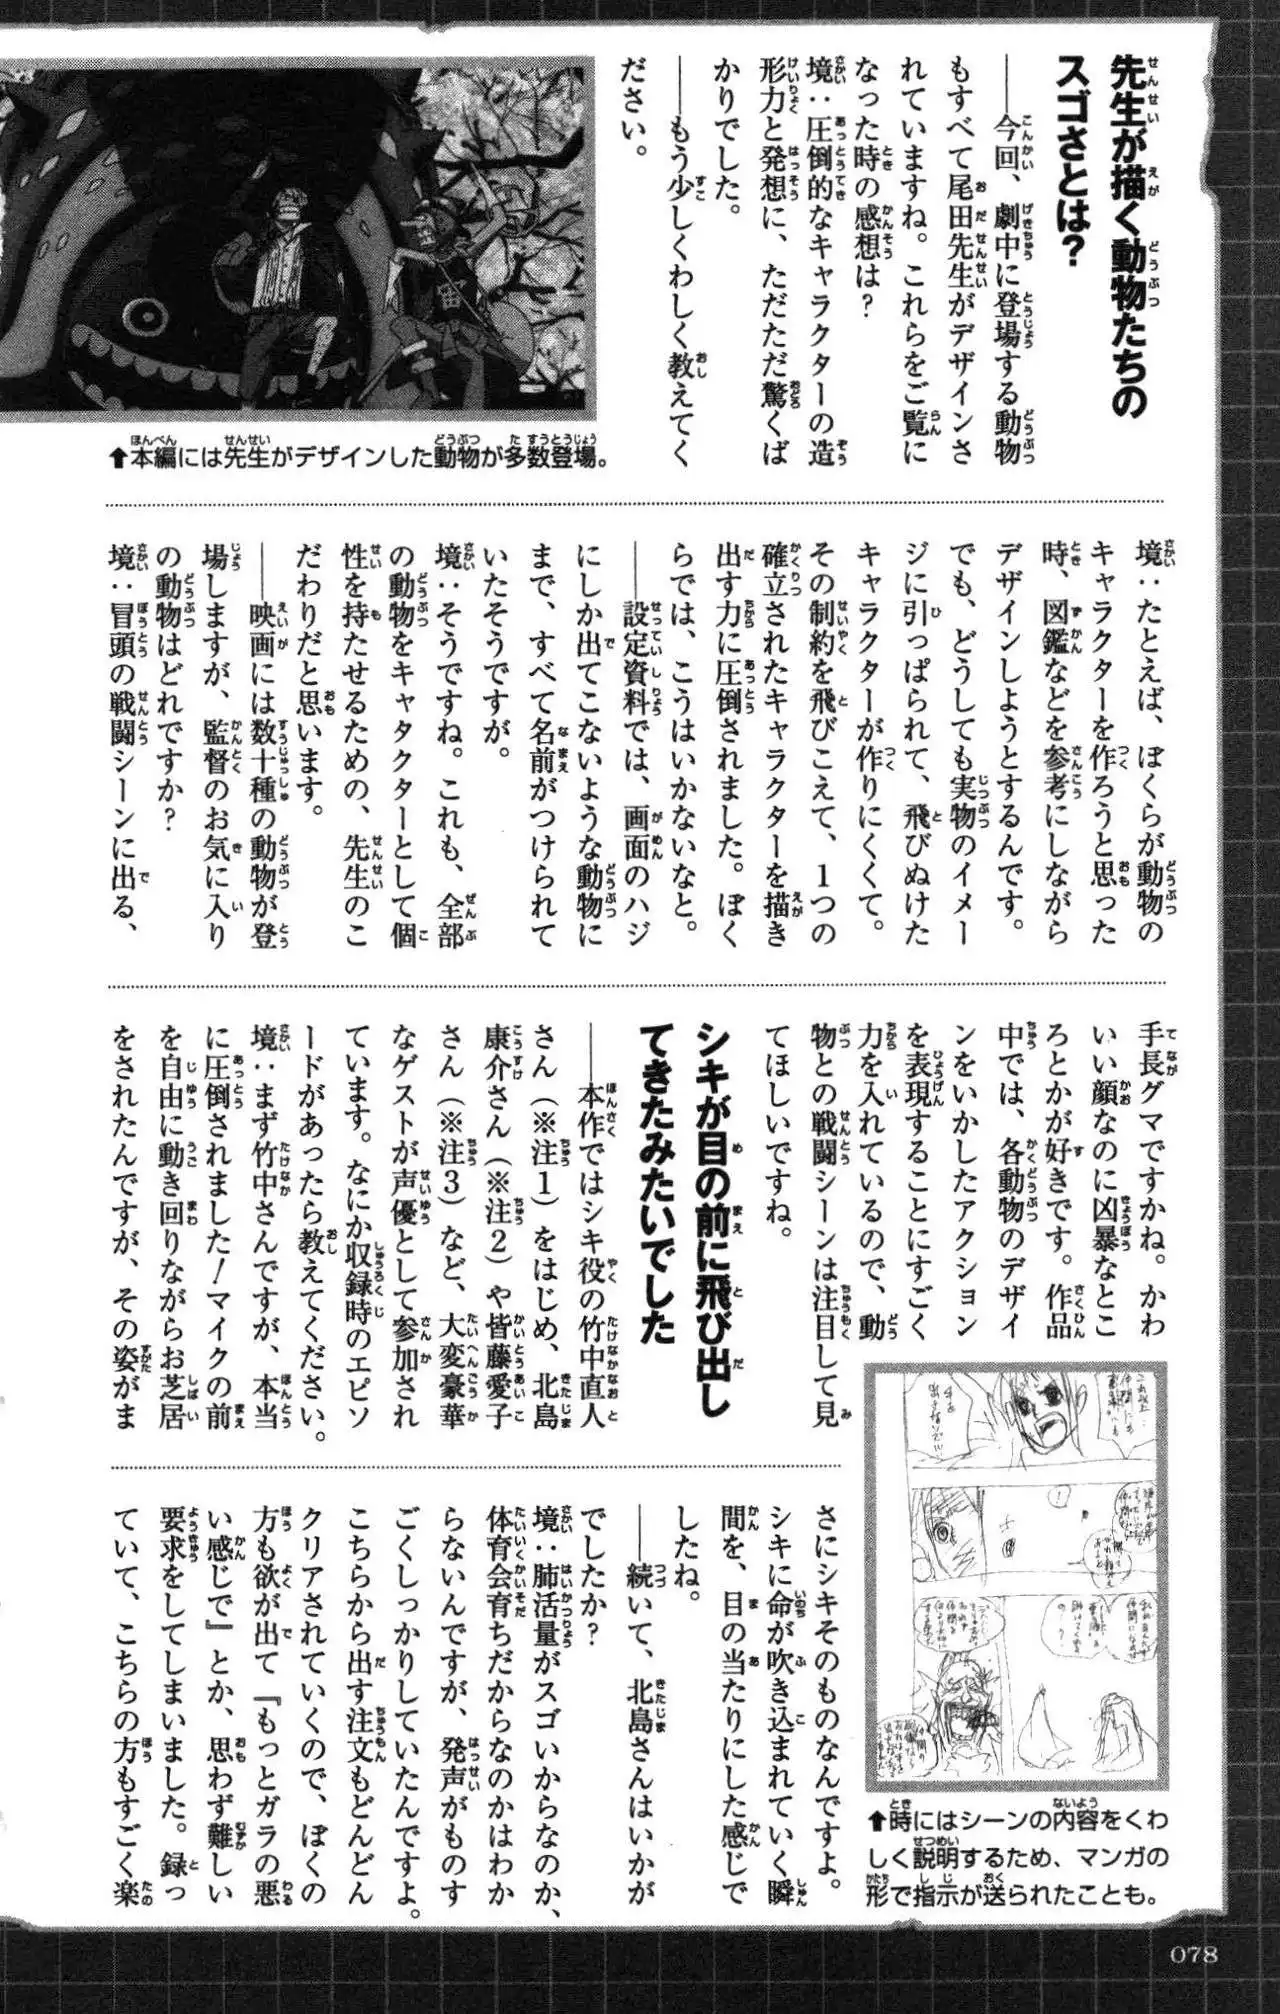 先生が描く動物たちの
スゴさとは？
――今回、劇中に登場する動物
もすべて尾田先生がデザインさ
れていますね。これらをご覧に
なった時の感想は？
境：圧倒的なキャラクターの造
形力と発想に、ただただ驚くば
かりでした。
――もう少しくわしく教えてく
ださい。
⬆本編には先生がデザインした動物が多数登場。
境：たとえば、ぼくらが動物の
キャラクターを作ろうと思った
時、図鑑などを参考にしながら
デザインしようとするんです。
でも、どうしても実物のイメー
ジに引っぱられて、飛びぬけた
キャラクターが作りにくくて。
その制約を飛びこえて、1つの
確立されたキャラクターを描き
出す力に圧倒されました。ぼく
らでは、こうはいかないなと。
――設定資料では、画面のハジ
にしか出てこないような動物に
まで、すべて名前がつけられて
いたそうですが。
境：そうですね。これも、全部
の動物をキャタクターとして個
性を持たせるための、先生のこ
だわりだと思います。
――映画には数十種の動物が登
場しますが、監督のお気に入り
の動物はどれですか？
境：冒頭の戦闘シーンに出る、
手長グマですかね。かわ
いい顔なのに凶暴なとこ
ろとかが好きです。作品
中では、各動物のデザイ
ンをいかしたアクション
を表現することにすごく
力を入れているので、動
物との戦闘シーンは注目して見
てほしいですね。
シキが目の前に飛び出し
てきたみたいでした
――本作ではシキ役の竹中直人
さん（※注1）をはじめ、北島
康介さん（※注2）や皆藤愛子
さん（※注3）など、大変豪華
なゲストが声優として参加され
ています。なにか収録時のエピソ
ードがあったら教えてください。
境：まず竹中さんですが、本当
に圧倒されました！マイクの前
を自由に動き回りながらお芝居
をされたんですが、その姿がま
⬆時にはシーンの内容をくわ
しく説明するため、マンガの
形で指示が送られたことも。
さにシキそのものなんですよ。
シキに命が吹き込まれていく瞬
間を、目の当たりにした感じで
したね。
――続いて、北島さんはいかが
でしたか？
境：肺活量がスゴいからなのか、
体育会育ちだからなのかはわか
らないんですが、発声がものす
ごくしっかりしていたんですよ。
こちらから出す注文もどんどん
クリアされていくので、ぼくの
方も欲が出て『もっとガラの悪
い感じで』とか、思わず難しい
要求をしてしまいました。録っ
ていて、こちらの方もすごく楽
078